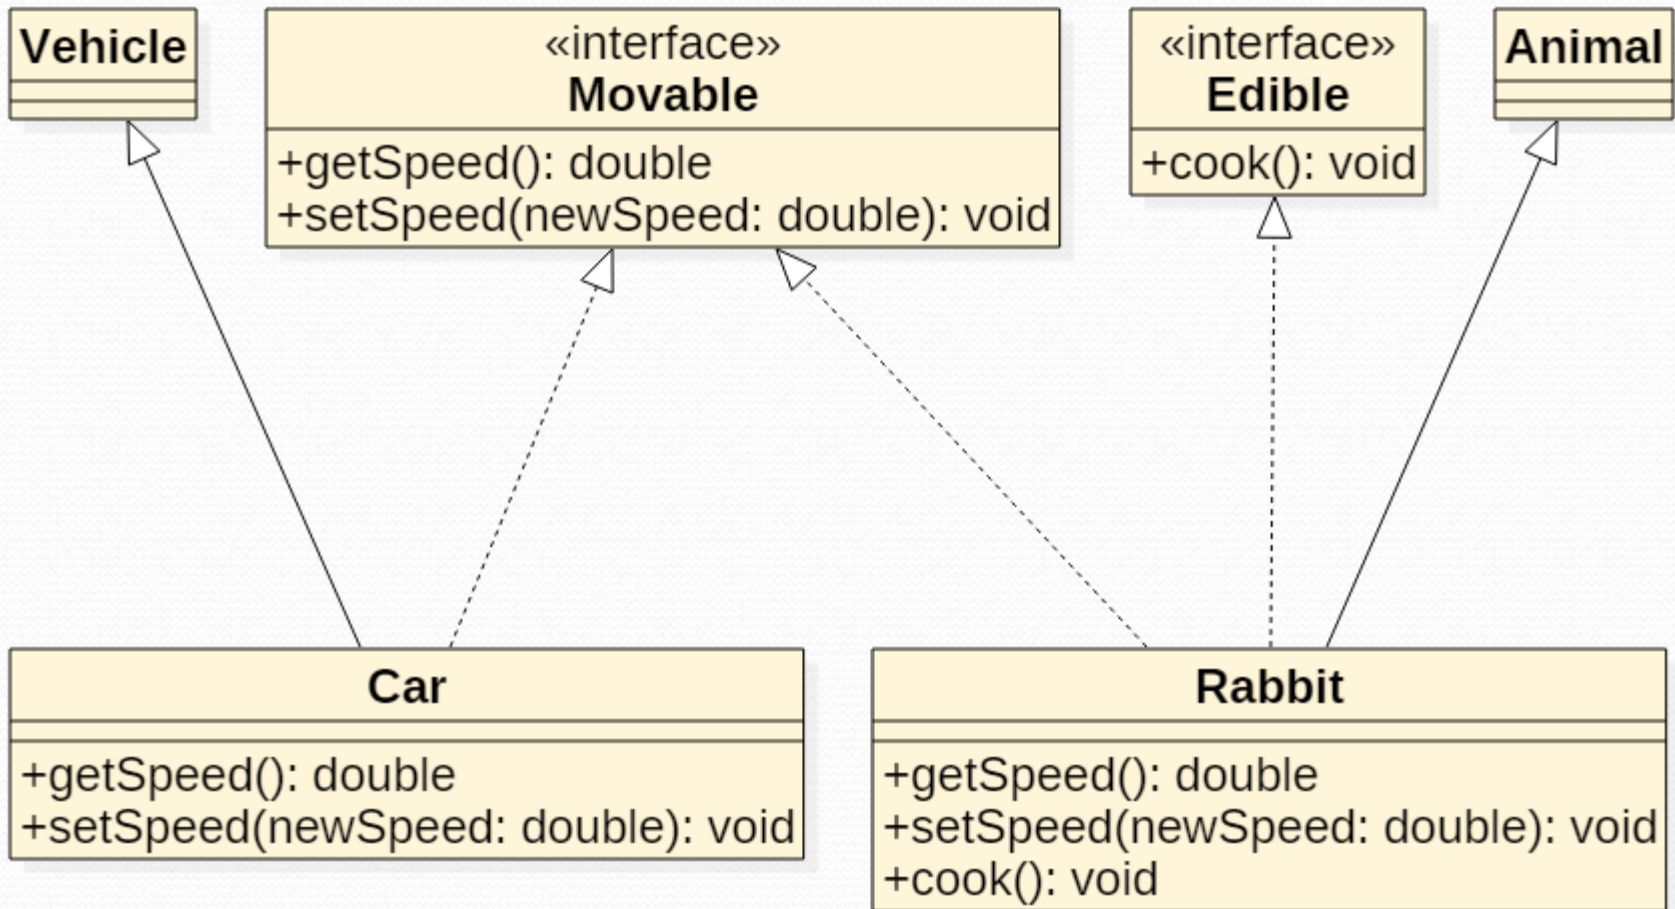 Vehicle
«interface»
Movable
+getSpeed(): double
+setSpeed(newSpeed: double): void
«interface»
Edible
+cook(): void
Animal
Car
+getSpeed(): double
+setSpeed(newSpeed: double): void
Rabbit
+getSpeed(): double
+setSpeed(newSpeed: double): void
+cook(): void